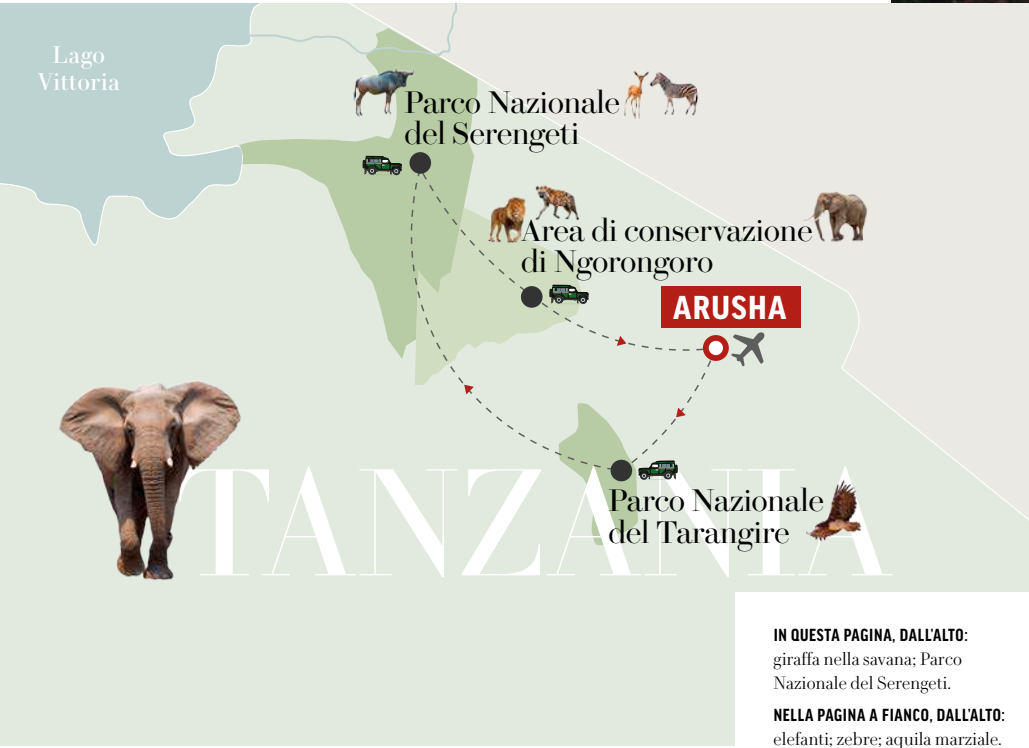 Lago
Vittoria
Parco Nazionale
del Serengeti
Area di conservazione
di Ngorongoro
ARUSHA
TANZANIA
Parco Nazionale
del Tarangire
IN QUESTA PAGINA, DALL'ALTO:
giraffa nella savana; Parco
Nazionale del Serengeti.
NELLA PAGINA A FIANCO, DALL'ALTO:
elefanti; zebre; aquila marziale.